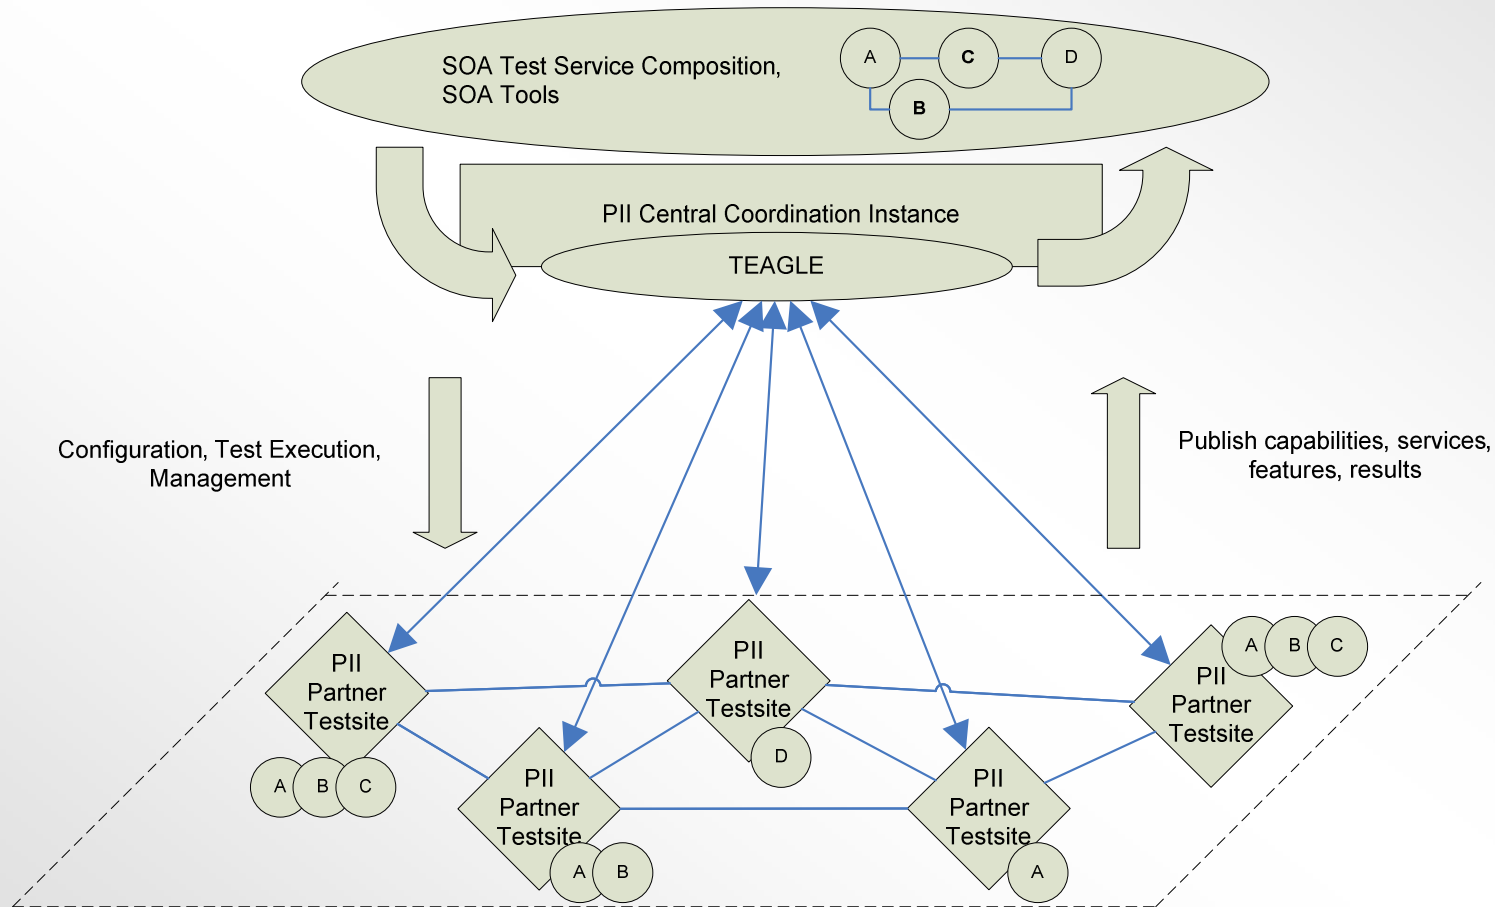 SOA Test Service Composition,
SOA Tools
A
C
D
B
PII Central Coordination Instance
TEAGLE
Configuration, Test Execution,
Management
Publish capabilities, services,
features, results
PII
Partner
Testsite
A
B
C
PII
Partner
Testsite
A
B
PII
Partner
Testsite
D
PII
Partner
Testsite
A
PII
Partner
Testsite
A
B
C